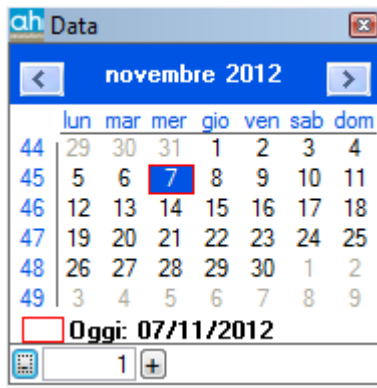 ah Data
novembre 2012
lun mar mer gio ven sab dom
44 29 30 31 1 2 3 4
45 5 6 7 8 9 10 11
46 12 13 14 15 16 17 18
47 19 20 21 22 23 24 25
48 26 27 28 29 30 1 2
49 3 4 5 6 7 8 9
Oggi: 07/11/2012
1 +